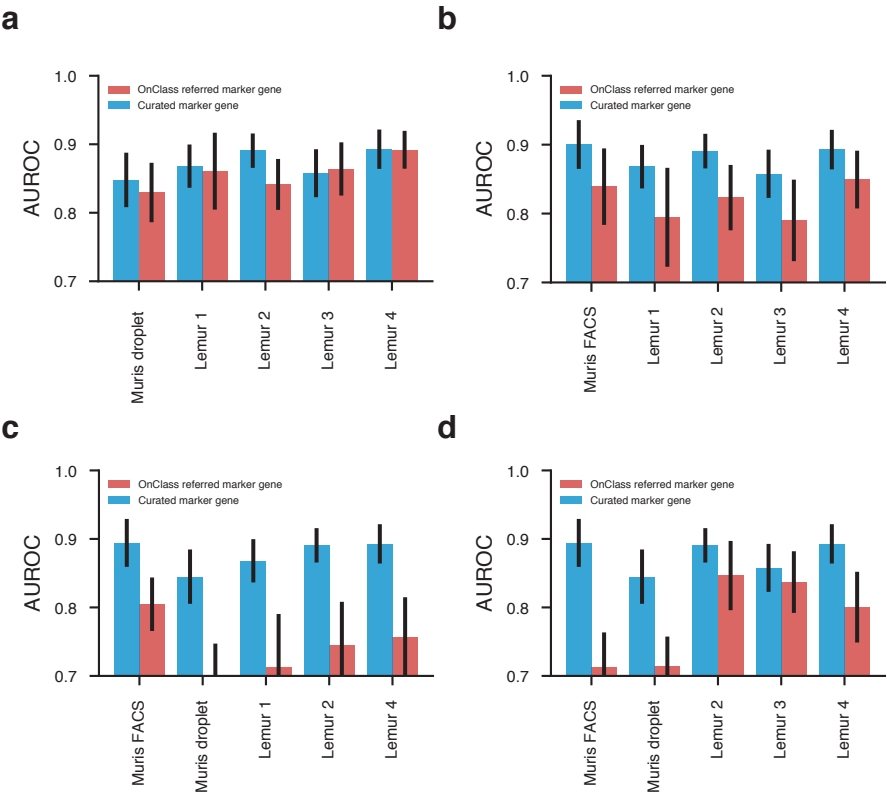 a
1.0
0.9
0.8
0.7
AUROC
OnClass referred marker gene
Curated marker gene
Muris droplet
Lemur 1
Lemur 2
Lemur 3
Lemur 4
b
1.0
0.9
0.8
0.7
AUROC
OnClass referred marker gene
Curated marker gene
Muris FACS
Lemur 1
Lemur 2
Lemur 3
Lemur 4
c
1.0
0.9
0.8
0.7
AUROC
OnClass referred marker gene
Curated marker gene
Muris FACS
Muris droplet
Lemur 1
Lemur 2
Lemur 4
d
1.0
0.9
0.8
0.7
AUROC
OnClass referred marker gene
Curated marker gene
Muris FACS
Muris droplet
Lemur 2
Lemur 3
Lemur 4